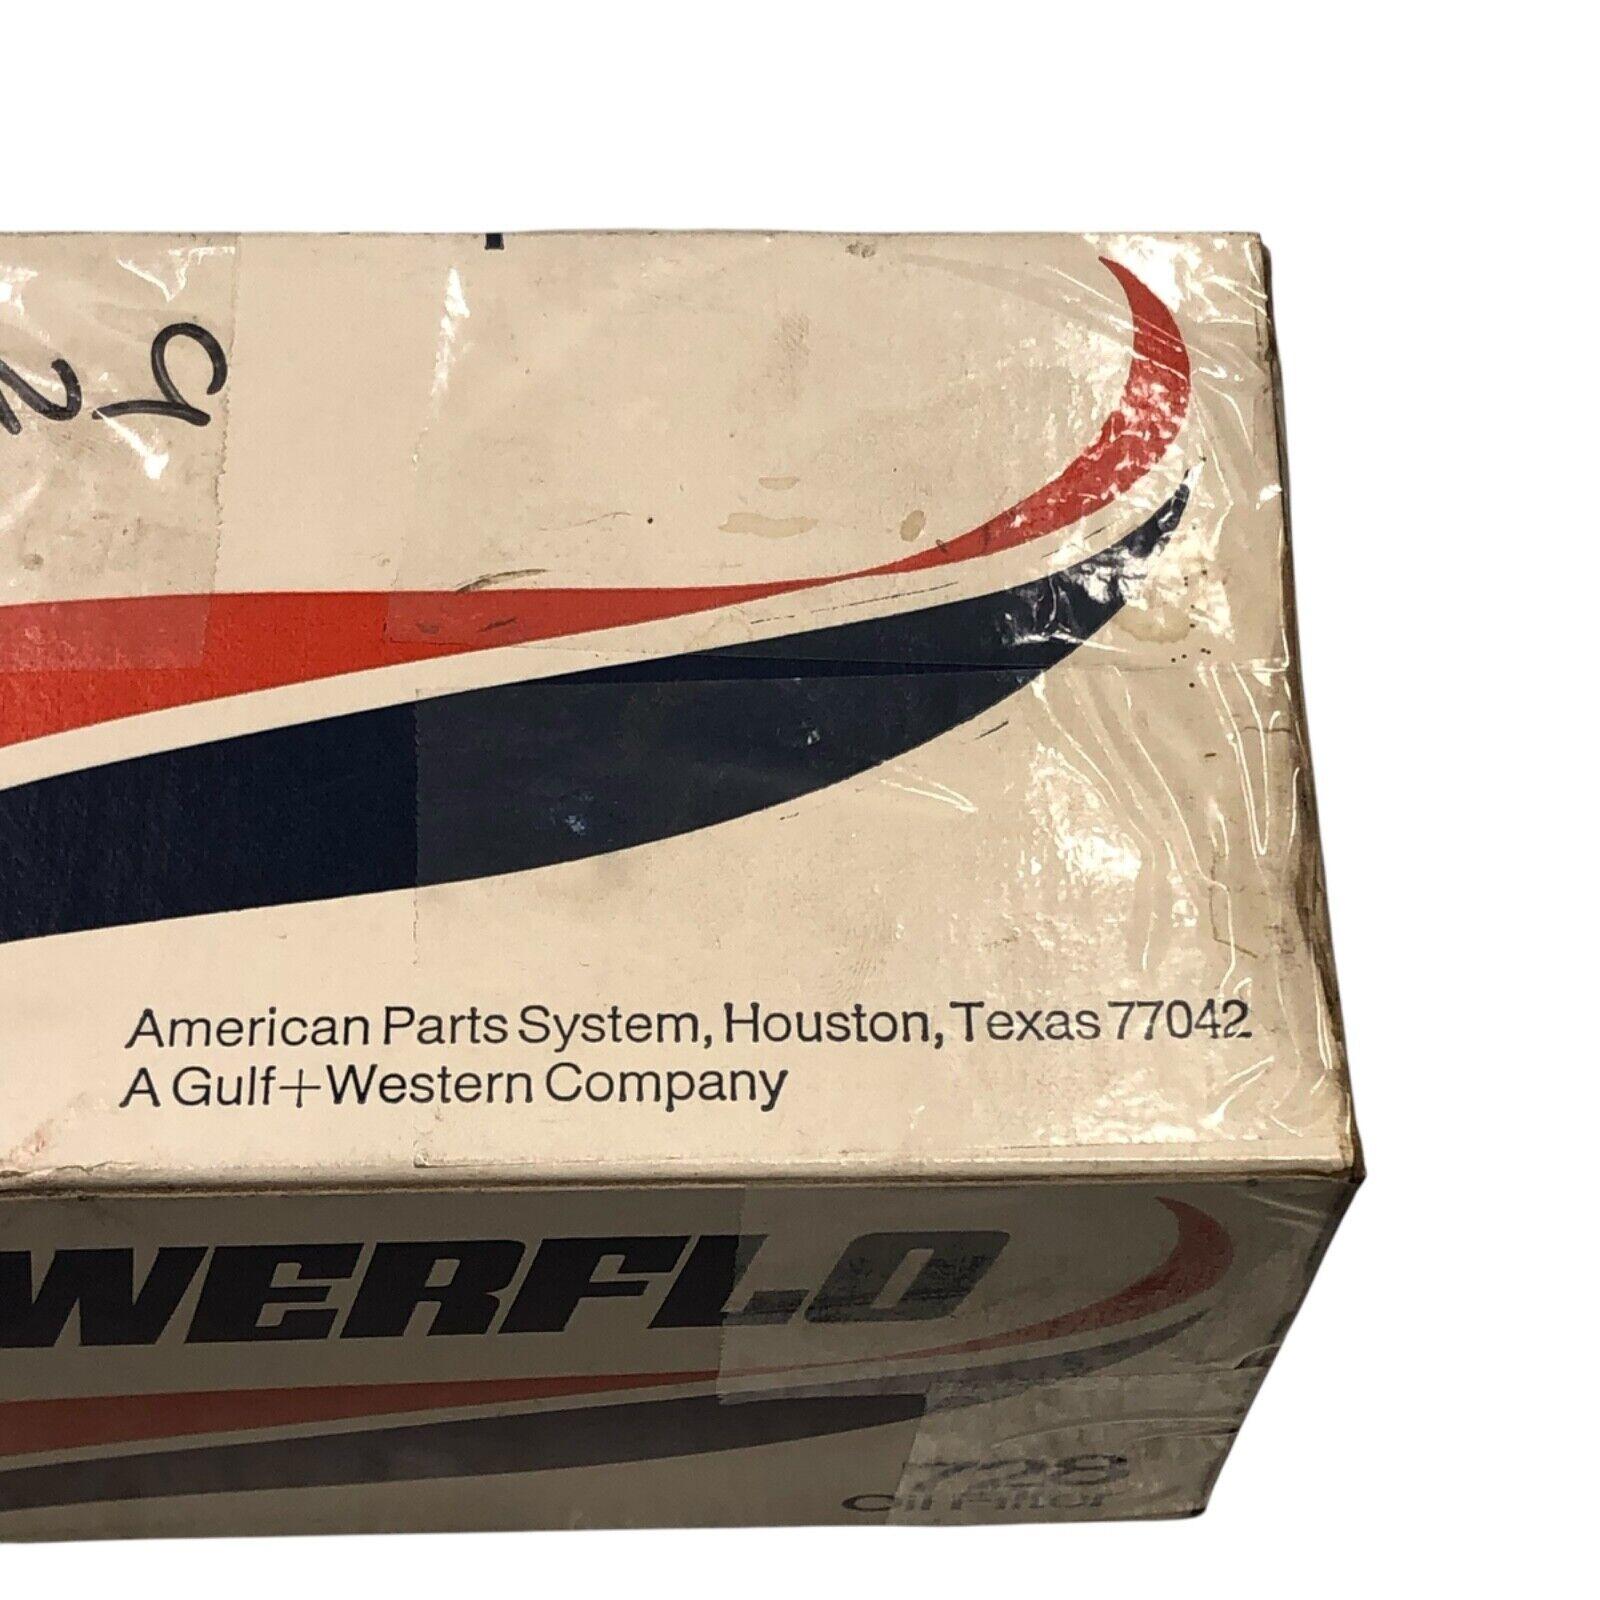 American Parts System, Houston, Texas 77042
A Gulf+Western Company
WERFLO
728
Oil Filter